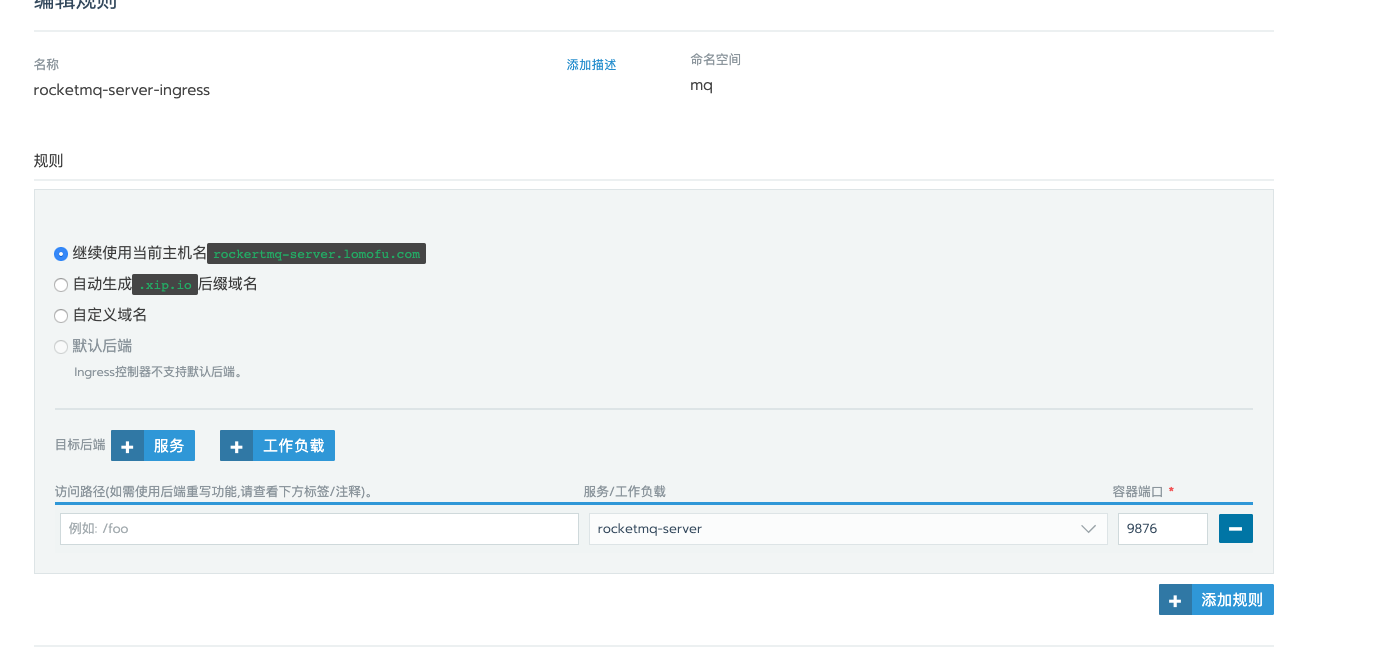 编辑规则
名称
添加描述
命名空间
rocketmq-server-ingress
mq
规则
继续使用当前主机名 rockertmq-server.lomofu.com
自动生成 .xip.io 后缀域名
自定义域名
默认后端
Ingress控制器不支持默认后端。
目标后端 + 服务 + 工作负载
访问路径(如需使用后端重写功能,请查看下方标签/注释)。
服务/工作负载
容器端口 *
例如: /foo
rocketmq-server
9876
+ 添加规则